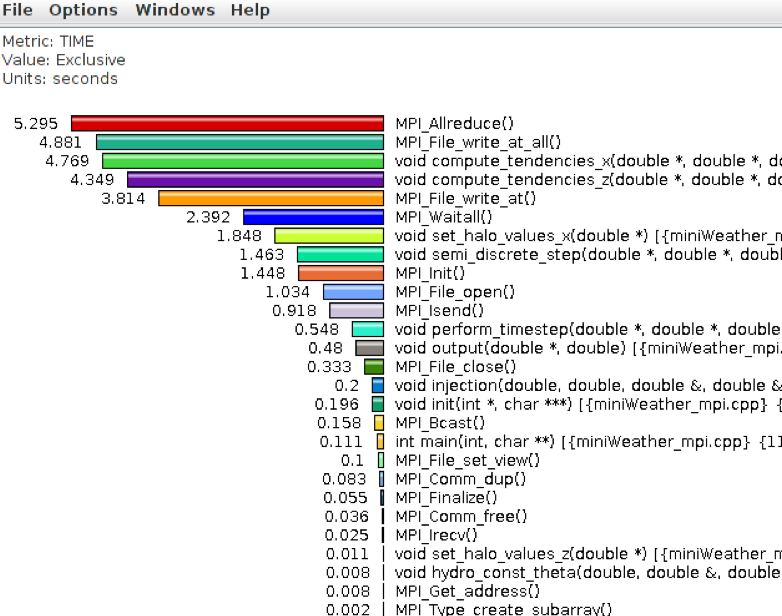 File Options Windows Help
Metric: TIME
Value: Exclusive
Units: seconds
5.295 MPI_Allreduce()
4.881 MPI_File_write_at_all()
4.769 void compute_tendencies_x(double *, double *, do
4.349 void compute_tendencies_z(double *, double *, do
3.814 MPI_File_write_at()
2.392 MPI_Waitall()
1.848 void set_halo_values_x(double *) [{miniWeather_m
1.463 void semi_discrete_step(double *, double *, doubl
1.448 MPI_Init()
1.034 MPI_File_open()
0.918 MPI_Isend()
0.548 void perform_timestep(double *, double *, double
0.48 void output(double *, double) [{miniWeather_mpi.
0.333 MPI_File_close()
0.2 void injection(double, double, double &, double &
0.196 void init(int *, char ***) [{miniWeather_mpi.cpp} {
0.158 MPI_Bcast()
0.111 int main(int, char **) [{miniWeather_mpi.cpp} {11
0.1 MPI_File_set_view()
0.083 MPI_Comm_dup()
0.055 MPI_Finalize()
0.036 MPI_Comm_free()
0.025 MPI_Irecv()
0.011 void set_halo_values_z(double *) [{miniWeather_m
0.008 void hydro_const_theta(double, double &, double
0.008 MPI_Get_address()
0.002 MPI_Type_create_subarray()